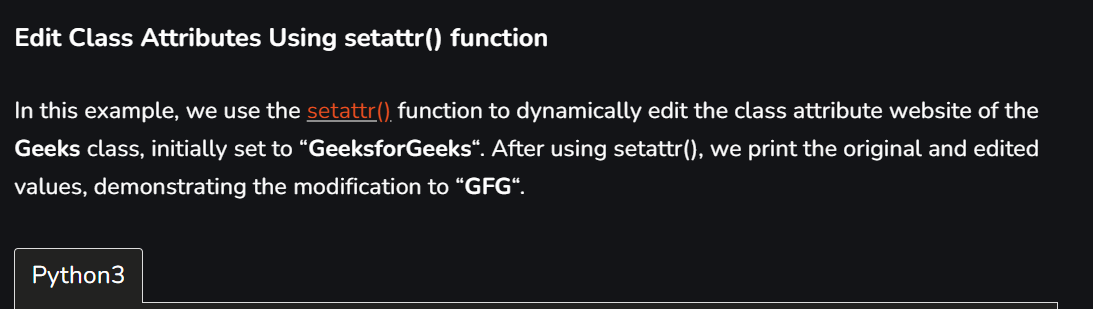 Edit Class Attributes Using setattr() function
In this example, we use the setattr() function to dynamically edit the class attribute website of the
Geeks class, initially set to “GeeksforGeeks“. After using setattr(), we print the original and edited
values, demonstrating the modification to “GFG“.
Python3